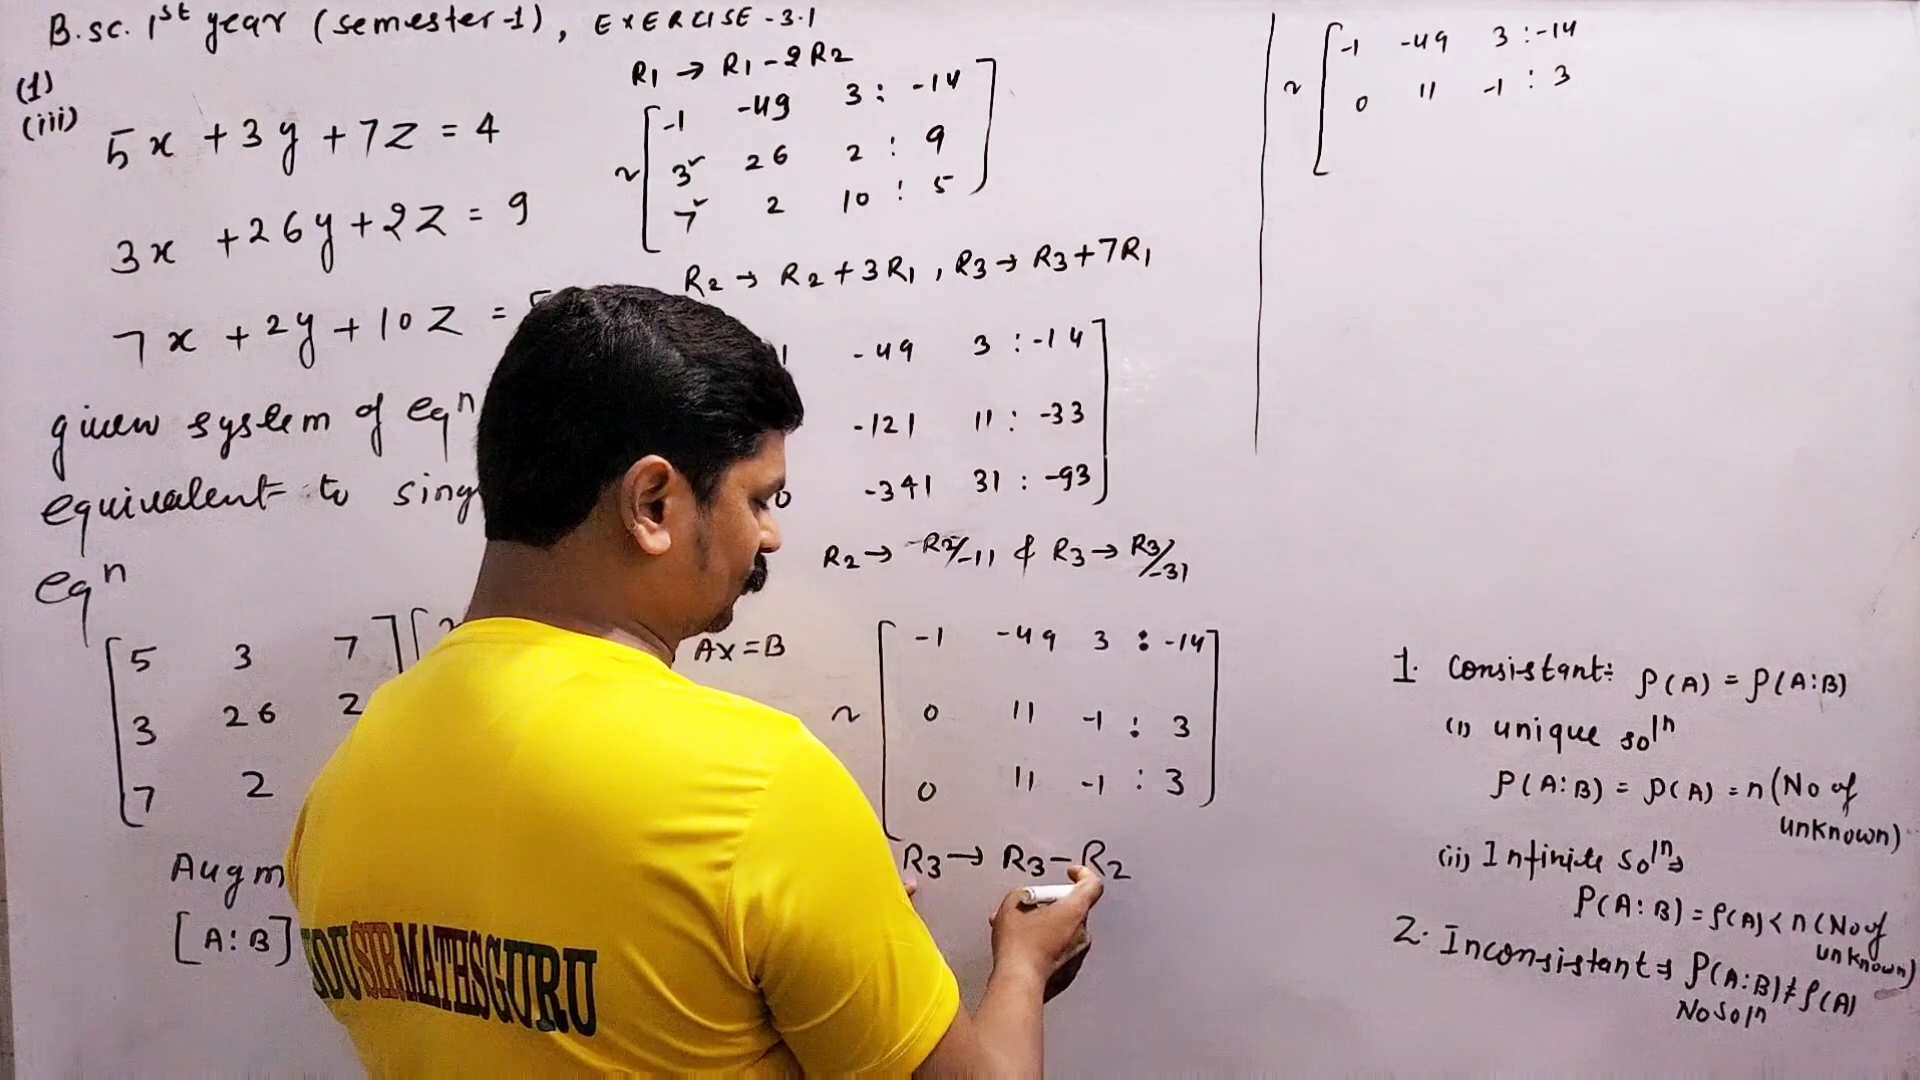 B.sc. 1st year (semester-1), EXERCISE-3.1
(1)
(iii)
5x + 3y + 7z = 4
3x + 26y + 2z = 9
7x + 2y + 10z =
given system of eqn
equivalent to
eqn
5 3 7
3 26 2
7 2
AX=B
[A:B]
R1 → R1-2R2
~ [-1 -49 3 : -14
3 26 2 : 9
7 2 10 : 5]
R2 → R2+3R1, R3 → R3+7R1
-49 3 : -14
-121 11 : -33
0 -341 31 : -93
R2 → R2/-11 & R3 → R3/-31
~ [-1 -49 3 : -14
0 11 -1 : 3
0 11 -1 : 3]
R3 → R3-R2
~ [-1 -49 3 : -14
0 11 -1 : 3
1. Consistant: ρ(A) = ρ(A:B)
(i) unique soln
ρ(A:B) = ρ(A) = n (No of
unknown)
(ii) Infinite soln⇒
ρ(A:B) = ρ(A) < n (No of
unknown)
2. Inconsistant⇒ ρ(A:B) ≠ ρ(A)
No soln
SIRMATHSGURU